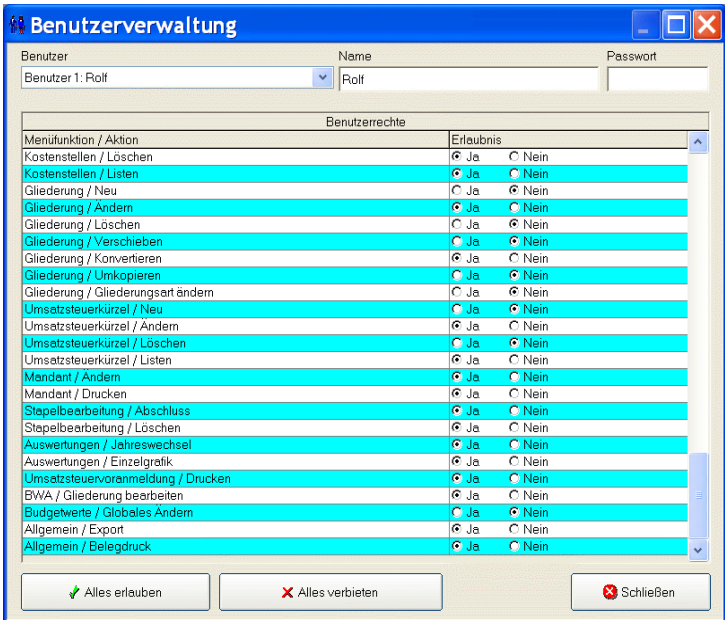 Benutzerverwaltung
Benutzer Name Passwort
Benutzer 1: Rolf Rolf
Benutzerrechte
Menüfunktion / Aktion Erlaubnis
Kostenstellen / Löschen Ja Nein
Kostenstellen / Listen Ja Nein
Gliederung / Neu Ja Nein
Gliederung / Ändern Ja Nein
Gliederung / Löschen Ja Nein
Gliederung / Verschieben Ja Nein
Gliederung / Konvertieren Ja Nein
Gliederung / Umkopieren Ja Nein
Gliederung / Gliederungsart ändern Ja Nein
Umsatzsteuerkürzel / Neu Ja Nein
Umsatzsteuerkürzel / Ändern Ja Nein
Umsatzsteuerkürzel / Löschen Ja Nein
Umsatzsteuerkürzel / Listen Ja Nein
Mandant / Ändern Ja Nein
Mandant / Drucken Ja Nein
Stapelbearbeitung / Abschluss Ja Nein
Stapelbearbeitung / Löschen Ja Nein
Auswertungen / Jahreswechsel Ja Nein
Auswertungen / Einzelgrafik Ja Nein
Umsatzsteuervoranmeldung / Drucken Ja Nein
BWA / Gliederung bearbeiten Ja Nein
Budgetwerte / Globales Ändern Ja Nein
Allgemein / Export Ja Nein
Allgemein / Belegdruck Ja Nein
Alles erlauben Alles verbieten Schließen